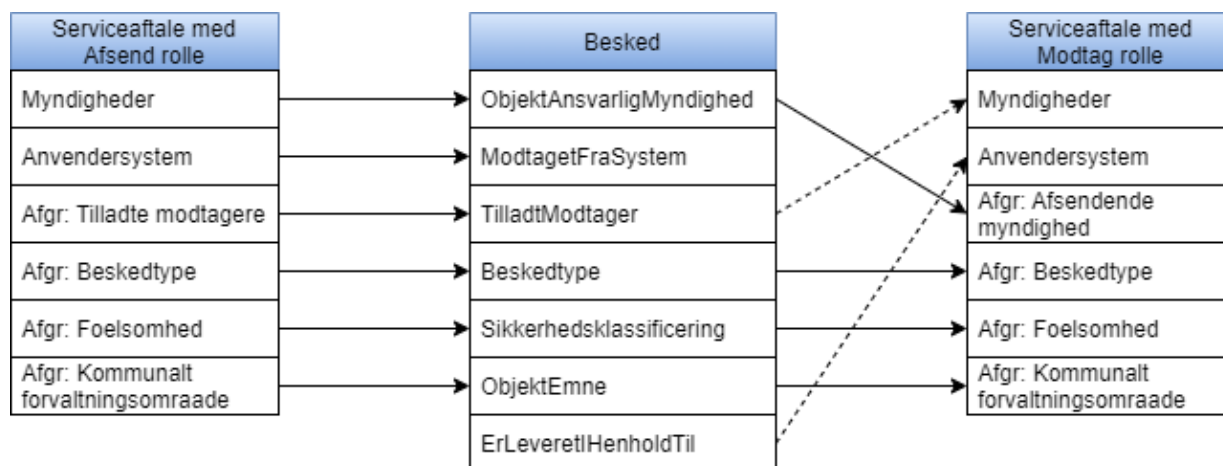 Serviceaftale med
Afsend rolle
Myndigheder
Anvendersystem
Afgr: Tilladte modtagere
Afgr: Beskedtype
Afgr: Foelsomhed
Afgr: Kommunalt
forvaltningsomraade
Besked
ObjektAnsvarligMyndighed
ModtagetFraSystem
TilladtModtager
Beskedtype
Sikkerhedsklassificering
ObjektEmne
ErLeveretIHenholdTil
Serviceaftale med
Modtag rolle
Myndigheder
Anvendersystem
Afgr: Afsendende
myndighed
Afgr: Beskedtype
Afgr: Foelsomhed
Afgr: Kommunalt
forvaltningsomraade